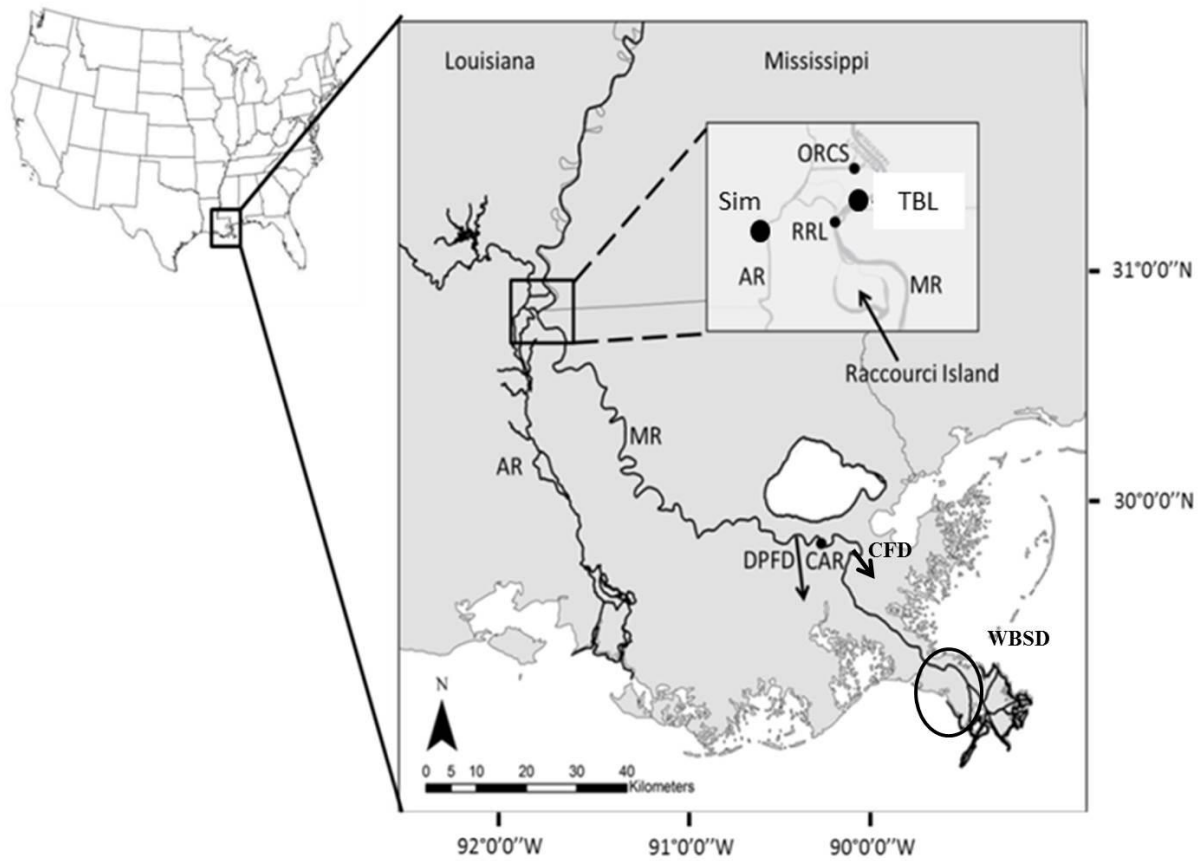 Louisiana
Mississippi
ORCS
Sim
TBL
RRL
AR
MR
31°0'0"N
Raccourci Island
MR
AR
30°0'0"N
DPFD
CAR
CFD
WBSD
N
0 5 10 20 30 40
Kilometers
92°0'0"W
91°0'0"W
90°0'0"W